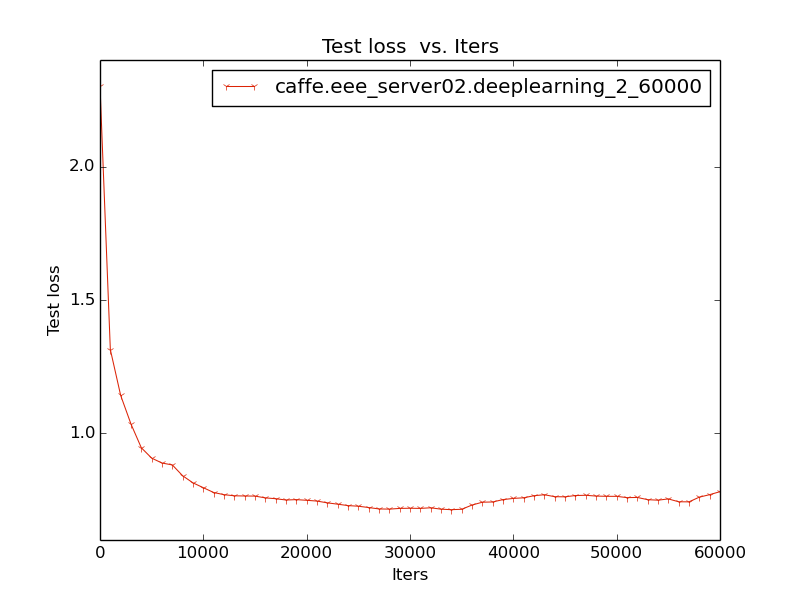 Test loss  vs. Iters
caffe.eee_server02.deeplearning_2_60000
2.0
1.5
1.0
Test loss
0 10000 20000 30000 40000 50000 60000
Iters